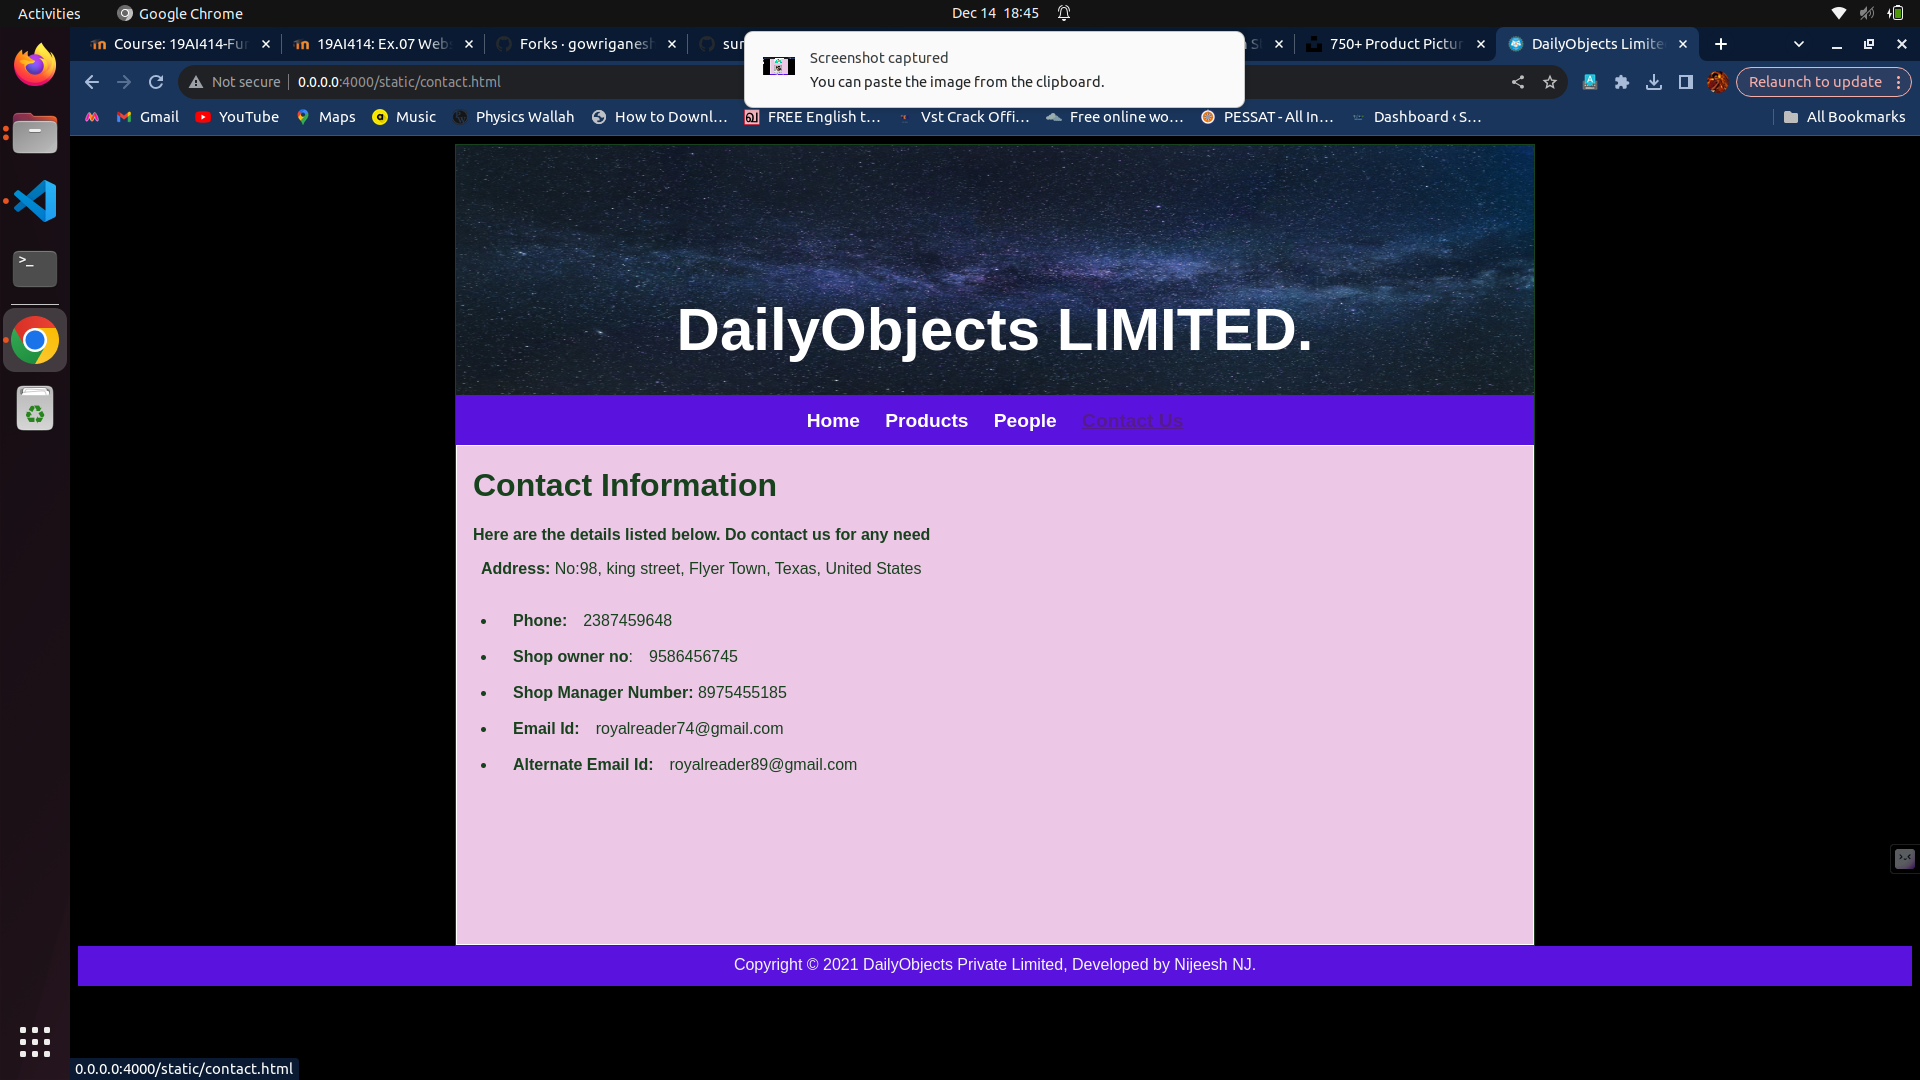 Activities
Google Chrome
Dec 14 18:45
Course: 19AI414-Fur
19AI414: Ex.07 Webs
Forks · gowriganesh
750+ Product Pictur
DailyObjects Limite
Screenshot captured
You can paste the image from the clipboard.
Not secure
0.0.0.0:4000/static/contact.html
Relaunch to update
Gmail
YouTube
Maps
Music
Physics Wallah
How to Downl...
FREE English t...
Vst Crack Offi...
Free online wo...
PESSAT - All In...
Dashboard ‹ S...
All Bookmarks
DailyObjects LIMITED.
Home Products People Contact Us
Contact Information
Here are the details listed below. Do contact us for any need
Address: No:98, king street, Flyer Town, Texas, United States
• Phone: 2387459648
• Shop owner no: 9586456745
• Shop Manager Number: 8975455185
• Email Id: royalreader74@gmail.com
• Alternate Email Id: royalreader89@gmail.com
Copyright © 2021 DailyObjects Private Limited, Developed by Nijeesh NJ.
0.0.0.0:4000/static/contact.html